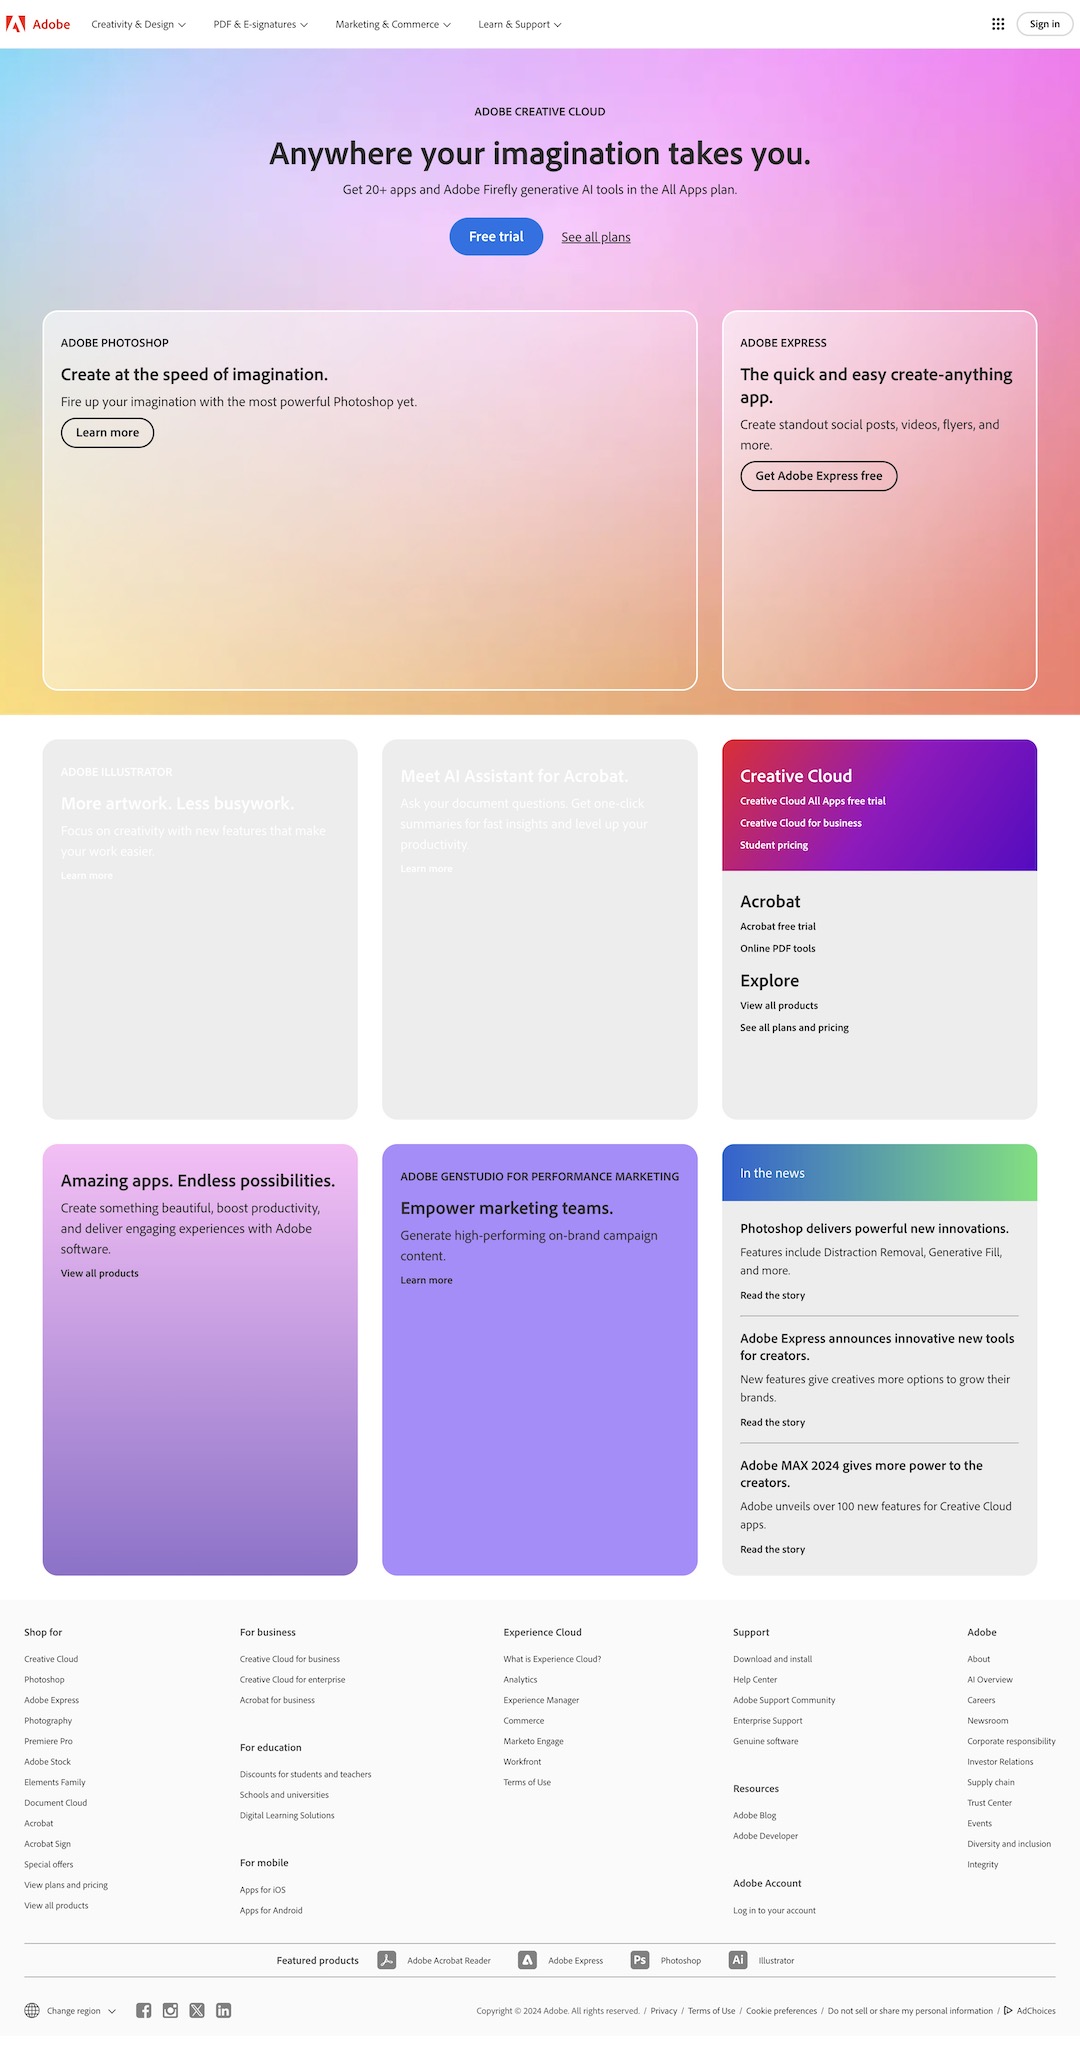 Adobe
Creativity & Design
PDF & E-signatures
Marketing & Commerce
Learn & Support
Sign in
ADOBE CREATIVE CLOUD
Anywhere your imagination takes you.
Get 20+ apps and Adobe Firefly generative AI tools in the All Apps plan.
Free trial
See all plans
ADOBE PHOTOSHOP
Create at the speed of imagination.
Fire up your imagination with the most powerful Photoshop yet.
Learn more
ADOBE EXPRESS
The quick and easy create-anything
app.
Create standout social posts, videos, flyers, and
more.
Get Adobe Express free
ADOBE ILLUSTRATOR
More artwork. Less busywork.
Focus on creativity with new features that make
your work easier.
Learn more
Meet AI Assistant for Acrobat.
Ask your document questions. Get one-click
summaries for fast insights and level up your
productivity.
Learn more
Creative Cloud
Creative Cloud All Apps free trial
Creative Cloud for business
Student pricing
Acrobat
Acrobat free trial
Online PDF tools
Explore
View all products
See all plans and pricing
Amazing apps. Endless possibilities.
Create something beautiful, boost productivity,
and deliver engaging experiences with Adobe
software.
View all products
ADOBE GENSTUDIO FOR PERFORMANCE MARKETING
Empower marketing teams.
Generate high-performing on-brand campaign
content.
Learn more
In the news
Photoshop delivers powerful new innovations.
Features include Distraction Removal, Generative Fill,
and more.
Read the story
Adobe Express announces innovative new tools
for creators.
New features give creatives more options to grow their
brands.
Read the story
Adobe MAX 2024 gives more power to the
creators.
Adobe unveils over 100 new features for Creative Cloud
apps.
Read the story
Shop for
Creative Cloud
Photoshop
Adobe Express
Photography
Premiere Pro
Adobe Stock
Elements Family
Document Cloud
Acrobat
Acrobat Sign
Special offers
View plans and pricing
View all products
For business
Creative Cloud for business
Creative Cloud for enterprise
Acrobat for business
For education
Discounts for students and teachers
Schools and universities
Digital Learning Solutions
For mobile
Apps for iOS
Apps for Android
Experience Cloud
What is Experience Cloud?
Analytics
Experience Manager
Commerce
Marketo Engage
Workfront
Terms of Use
Support
Download and install
Help Center
Adobe Support Community
Enterprise Support
Genuine software
Resources
Adobe Blog
Adobe Developer
Adobe Account
Log in to your account
Adobe
About
AI Overview
Careers
Newsroom
Corporate responsibility
Investor Relations
Supply chain
Trust Center
Events
Diversity and inclusion
Integrity
Featured products
Adobe Acrobat Reader
Adobe Express
Ps Photoshop
Ai Illustrator
Change region
Copyright © 2024 Adobe. All rights reserved. / Privacy / Terms of Use / Cookie preferences / Do not sell or share my personal information / AdChoices